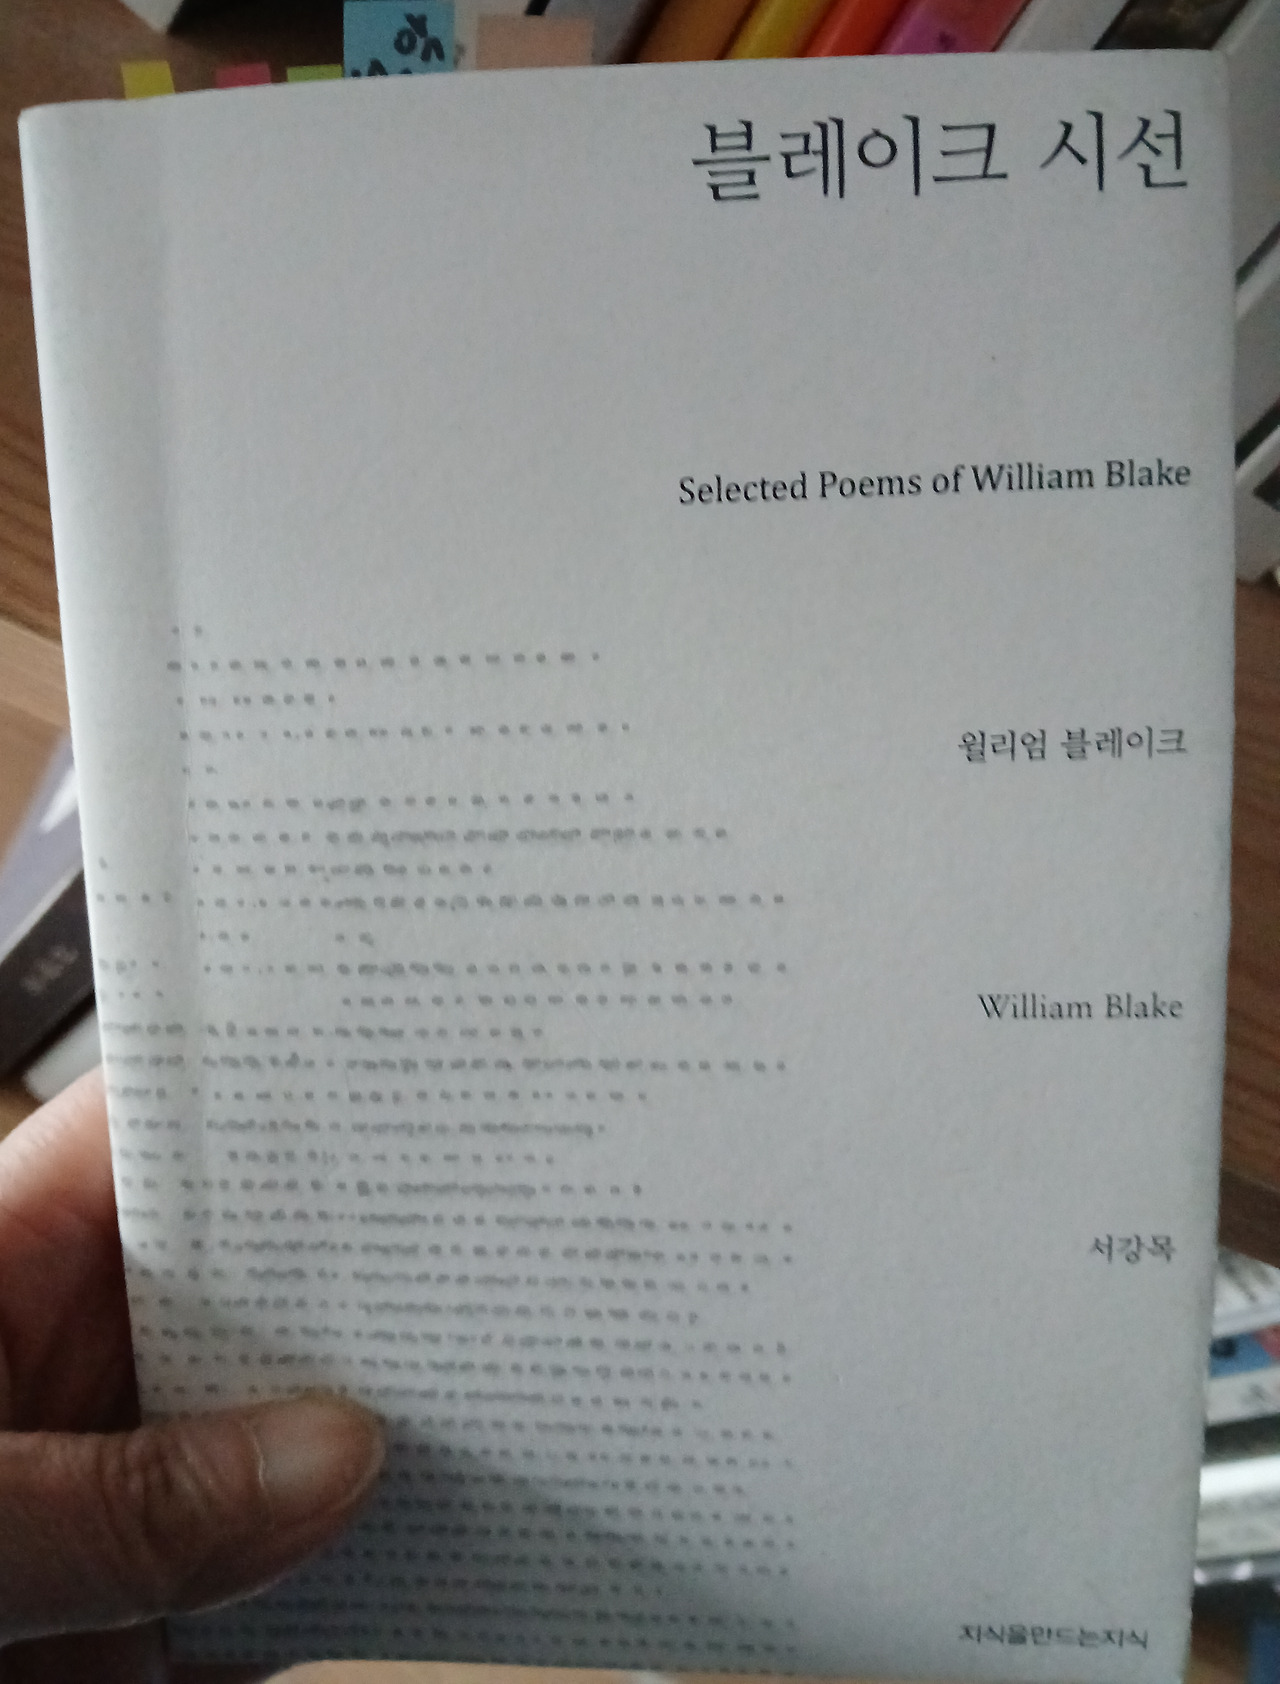 블레이크 시선
Selected Poems of William Blake
윌리엄 블레이크
William Blake
서강목
지식을만드는지식